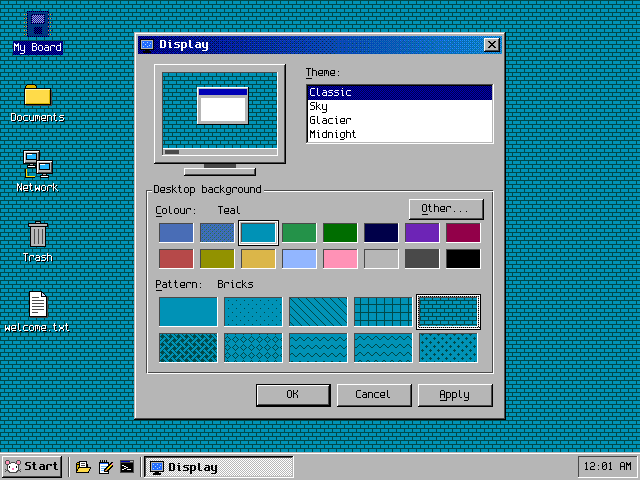 My Board
Documents
Network
Trash
welcome.txt
Display
Theme:
Classic
Sky
Glacier
Midnight
Desktop background
Colour: Teal
Other...
Pattern: Bricks
OK Cancel Apply
Start Display 12:01 AM